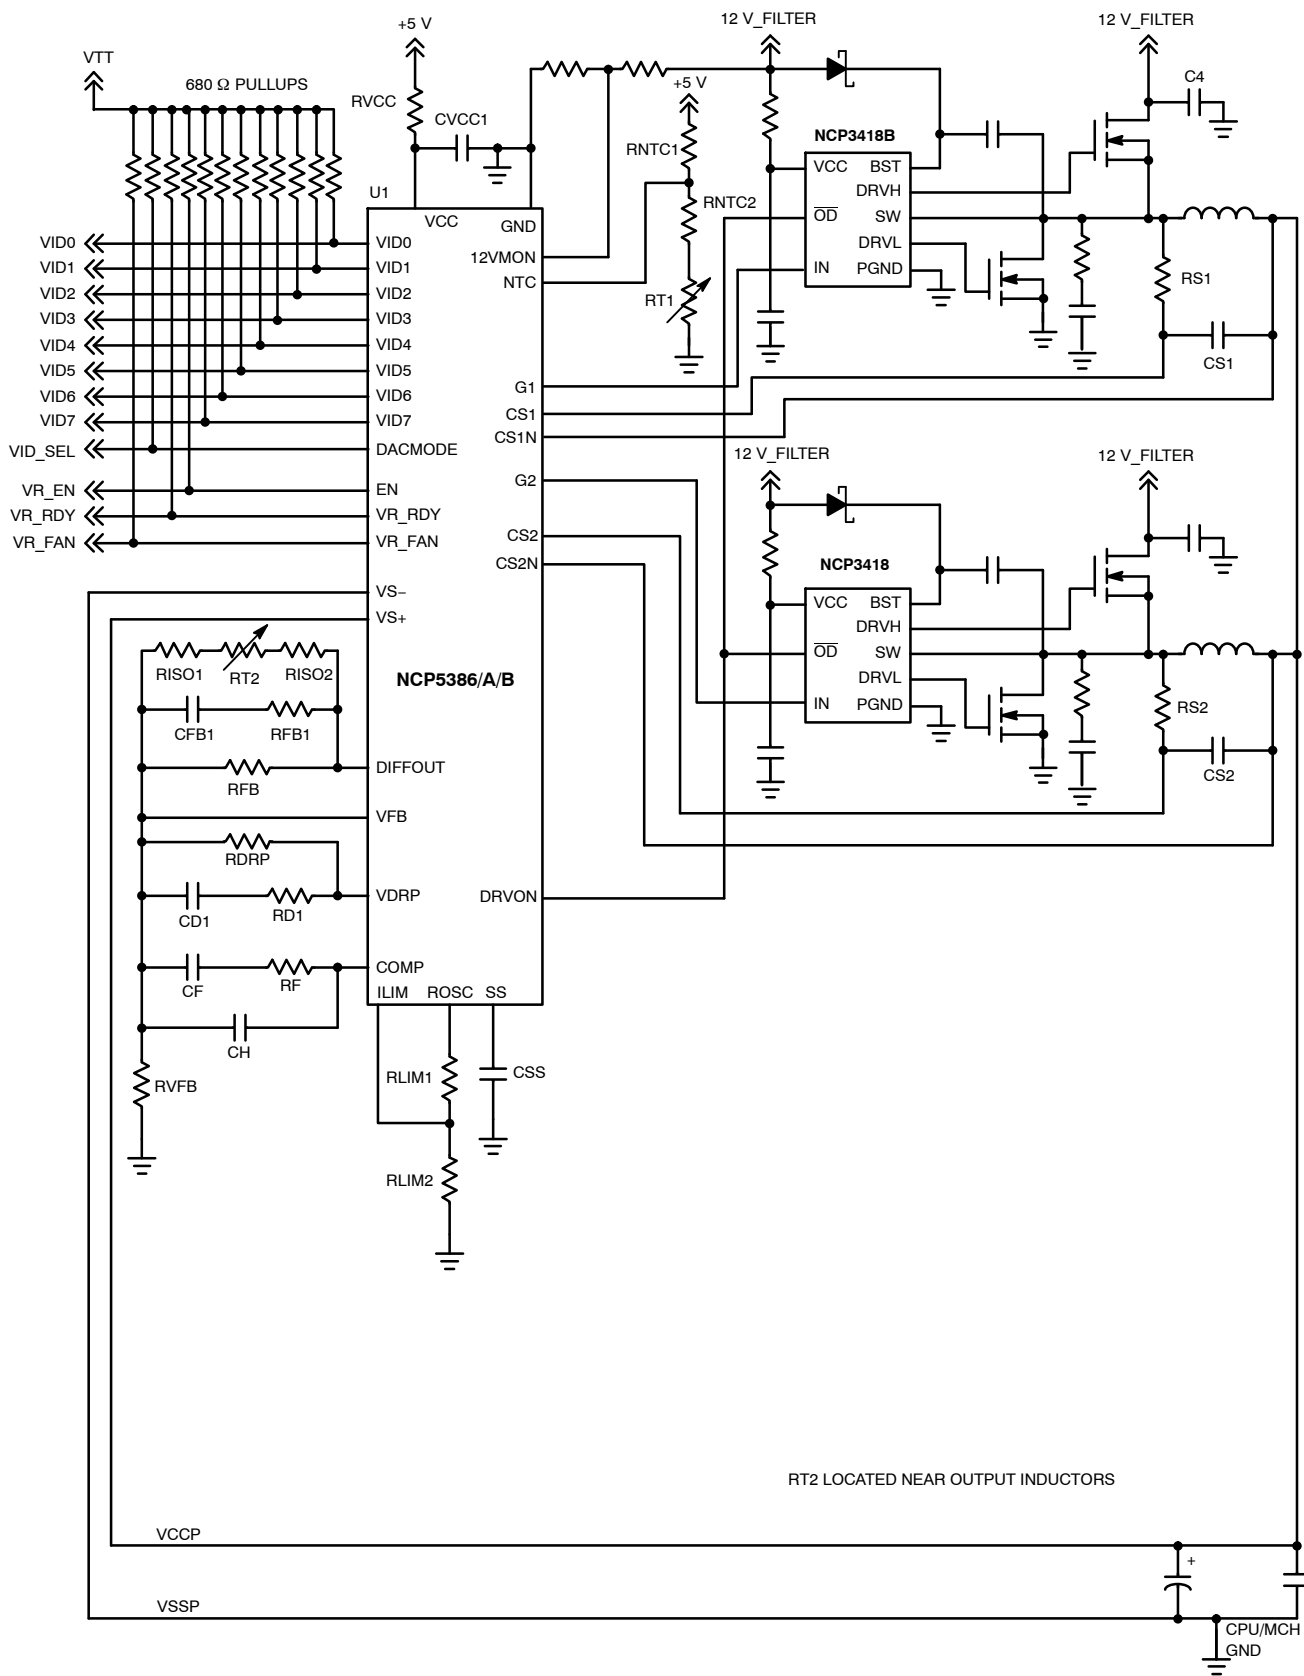 +5 V
12 V_FILTER
12 V_FILTER
VTT
680 Ω PULLUPS
RVCC
CVCC1
+5 V
C4
RNTC1
NCP3418B
U1
VCC
GND
RNTC2
VCC
BST
DRVH
OD
SW
DRVL
IN
PGND
VID0
VID0
12VMON
VID1
VID1
NTC
RT1
RS1
VID2
VID2
VID3
VID3
VID4
VID4
CS1
VID5
VID5
VID6
VID6
G1
VID7
VID7
CS1
CS1N
VID_SEL
DACMODE
12 V_FILTER
12 V_FILTER
G2
VR_EN
EN
VR_RDY
VR_RDY
CS2
VR_FAN
VR_FAN
CS2N
NCP3418
VCC
BST
DRVH
OD
SW
DRVL
IN
PGND
VS−
VS+
RISO1
RT2
RISO2
NCP5386/A/B
RS2
CFB1
RFB1
RFB
DIFFOUT
CS2
VFB
RDRP
VDRP
DRVON
CD1
RD1
COMP
CF
RF
ILIM
ROSC
SS
CH
RLIM1
CSS
RVFB
RLIM2
RT2 LOCATED NEAR OUTPUT INDUCTORS
VCCP
+
VSSP
CPU/MCH
GND